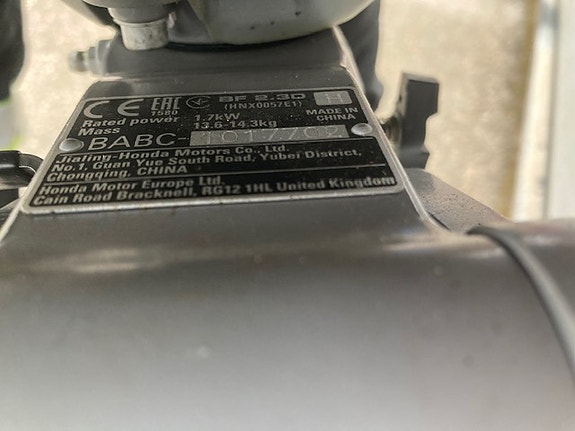 CE EAC BF 2.3D H
1580 (HNX0057E1)
Rated power 1.7kW MADE IN
Mass 13.6-14.3kg CHINA
BABC-
Jialing-Honda Motors Co., Ltd.
No.1, Guan Yue South Road, Yubei District,
Chongqing, CHINA
Honda Motor Europe Ltd.
Cain Road Bracknell, RG12 1HL United Kingdom